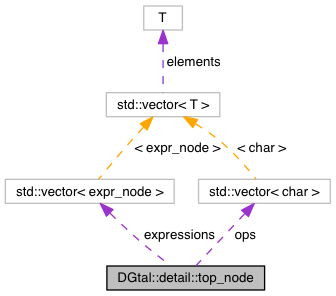 T
elements
std::vector< T >
< expr_node >
< char >
std::vector< expr_node >
std::vector< char >
expressions
ops
DGtal::detail::top_node